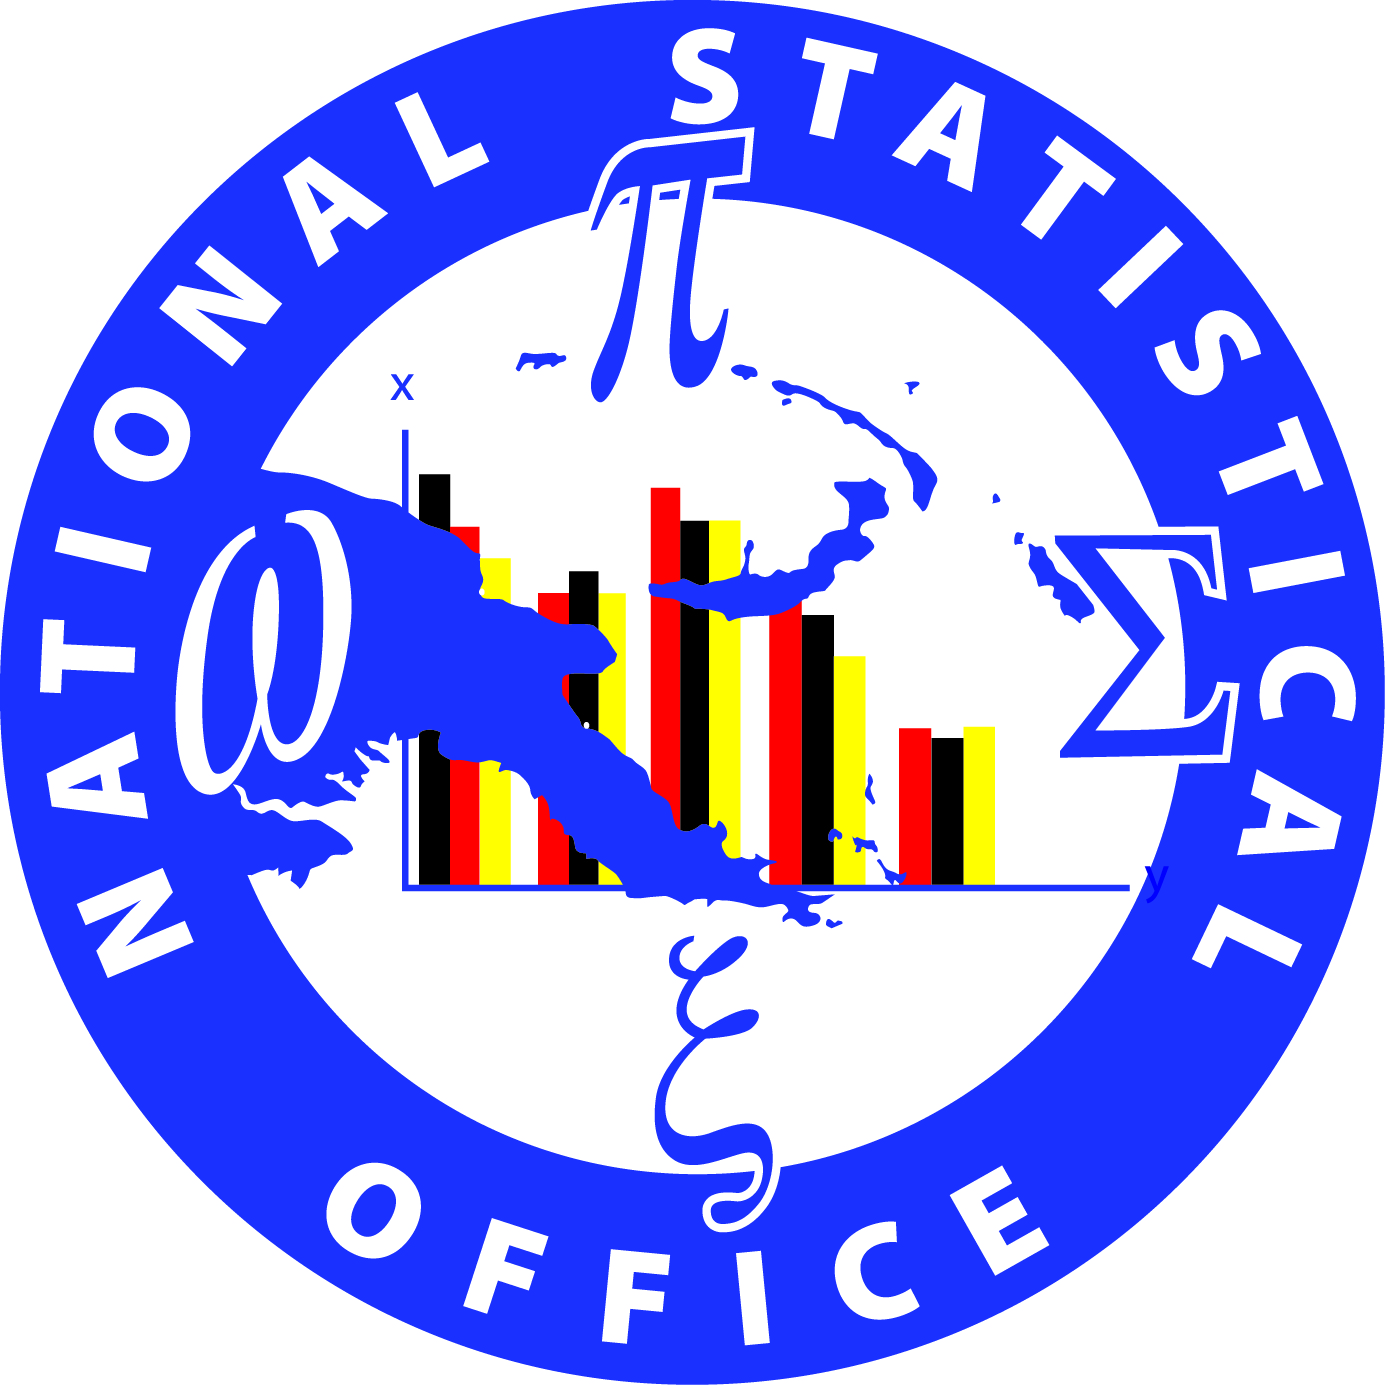 NATIONAL STATISTICAL
OFFICE
π
x
ω
Σ
y
ξ